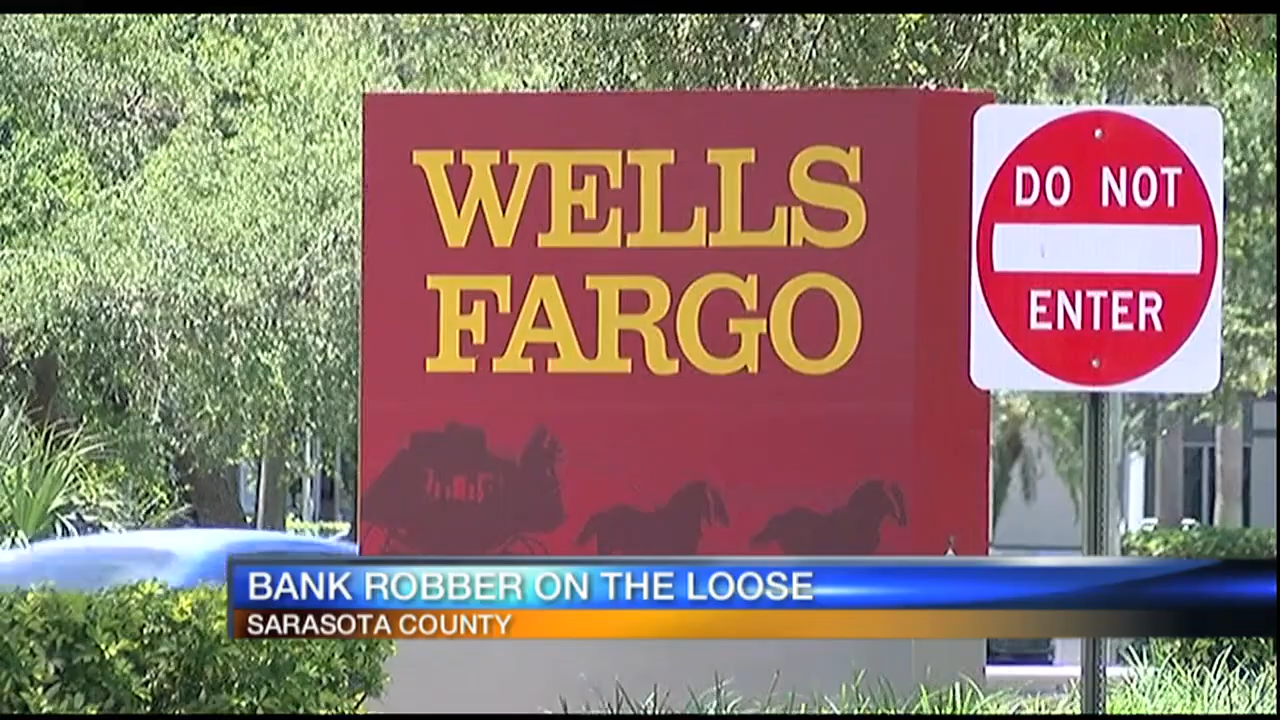 WELLS
FARGO
DO NOT
ENTER
BANK ROBBER ON THE LOOSE
SARASOTA COUNTY